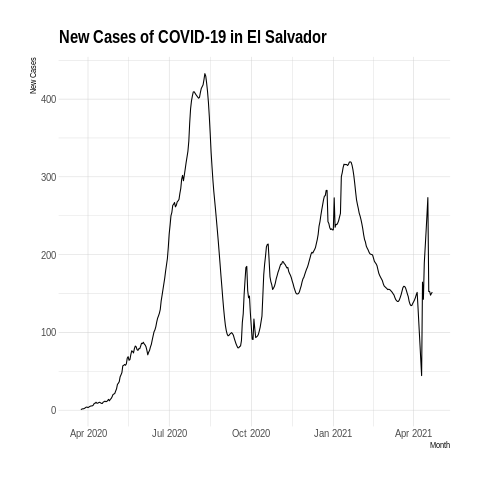 New Cases of COVID-19 in El Salvador
New Cases
400
300
200
100
0
Apr 2020 Jul 2020 Oct 2020 Jan 2021 Apr 2021
Month